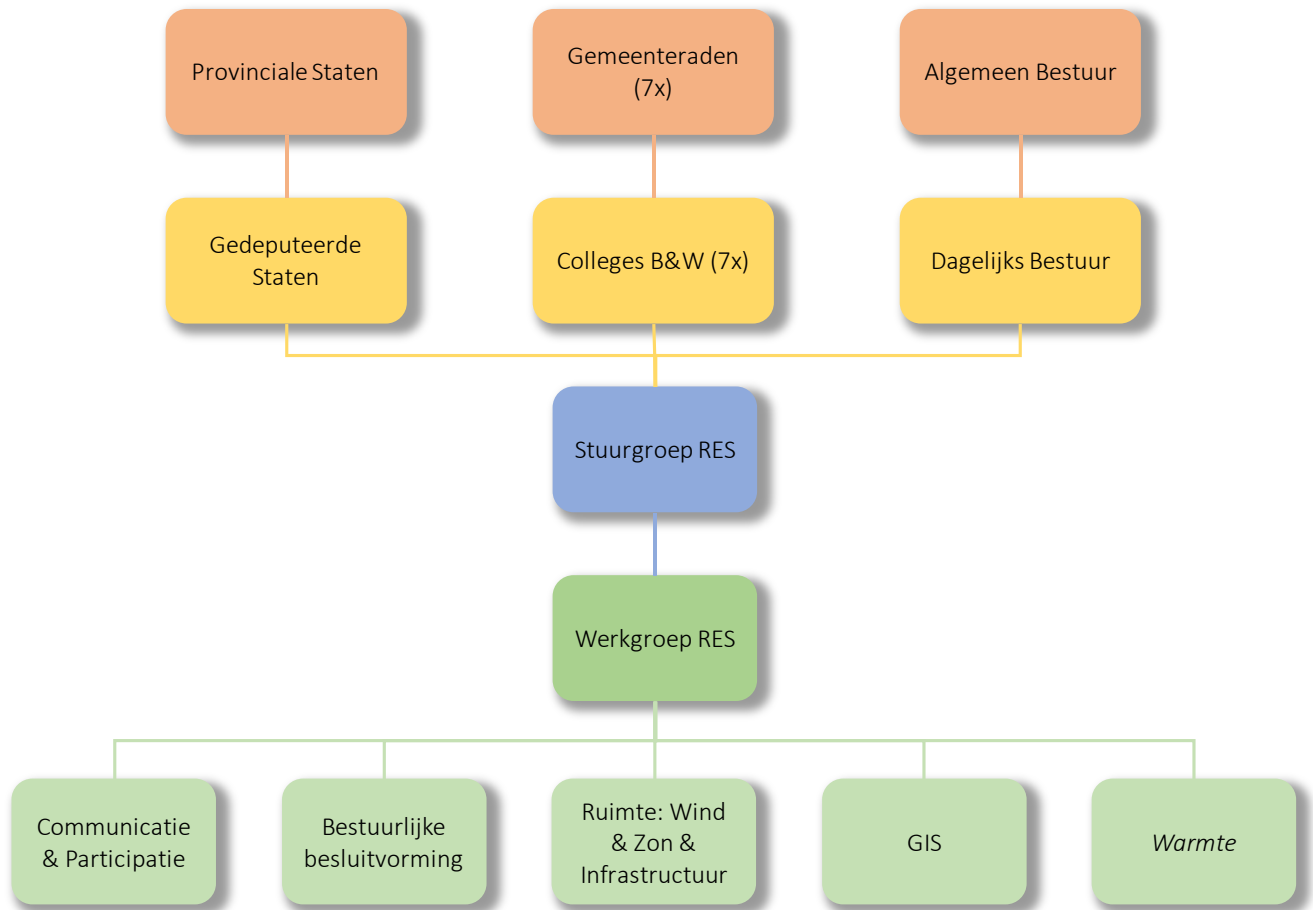 Provinciale Staten
Gemeenteraden
(7x)
Algemeen Bestuur
Gedeputeerde
Staten
Colleges B&W (7x)
Dagelijks Bestuur
Stuurgroep RES
Werkgroep RES
Communicatie
& Participatie
Bestuurlijke
besluitvorming
Ruimte: Wind
& Zon &
Infrastructuur
GIS
Warmte